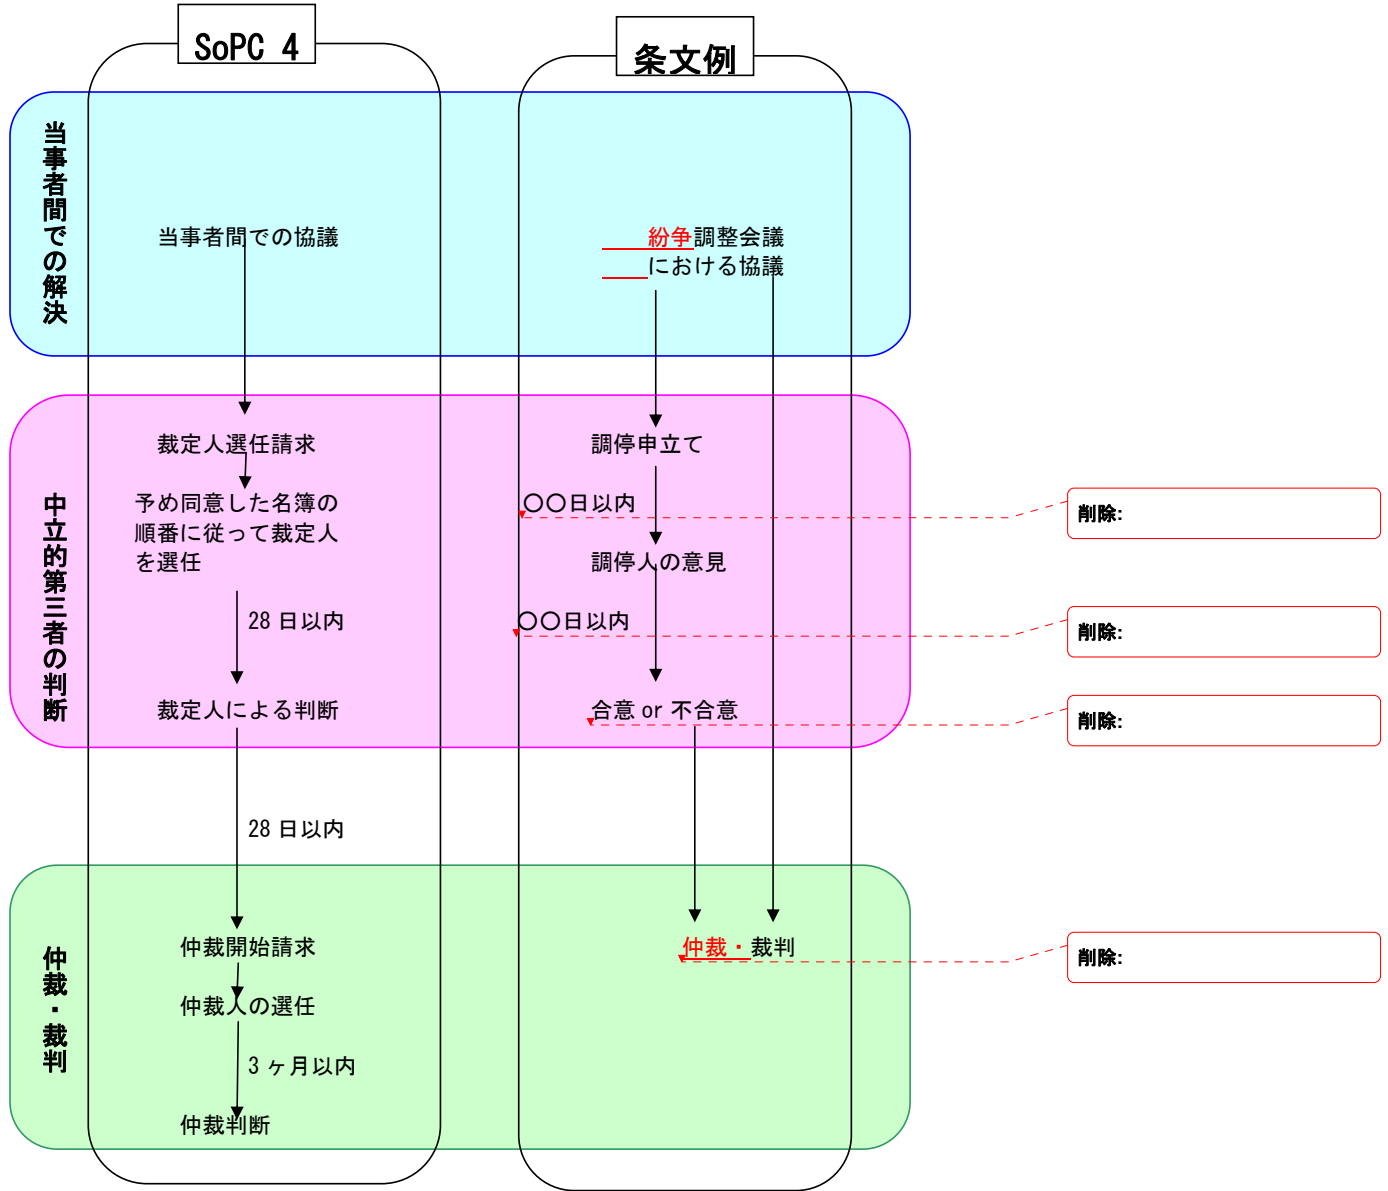 SoPC 4
条文例
当事者間での解決
当事者間での協議
紛争調整会議
における協議
中立的第三者の判断
裁定人選任請求
予め同意した名簿の
順番に従って裁定人
を選任
28 日以内
裁定人による判断
28 日以内
調停申立て
〇〇日以内
調停人の意見
〇〇日以内
合意 or 不合意
削除:
削除:
削除:
仲裁・裁判
仲裁開始請求
仲裁人の選任
3 ヶ月以内
仲裁判断
仲裁・裁判
削除: